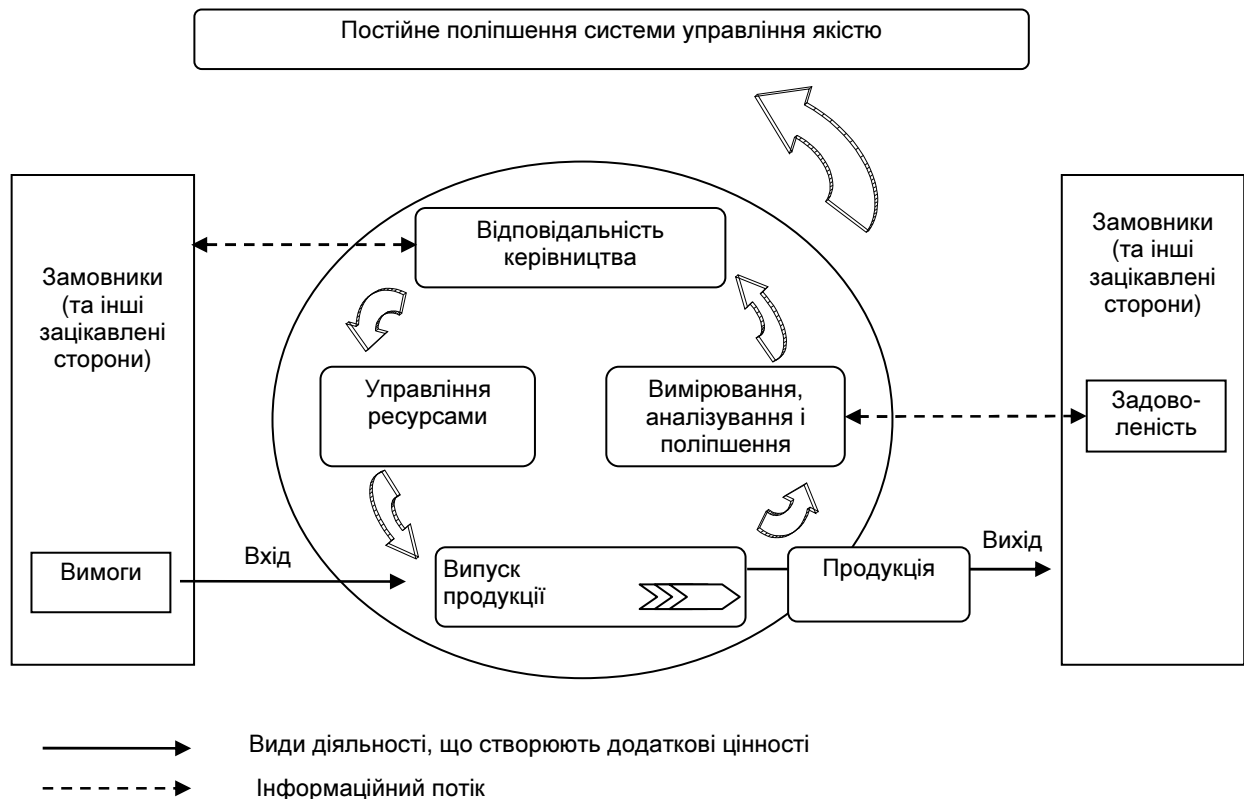 Постійне поліпшення системи управління якістю
Замовники
(та інші
зацікавлені
сторони)
Вимоги
Вхід
Відповідальність
керівництва
Управління
ресурсами
Вимірювання,
аналізування і
поліпшення
Випуск
продукції
Продукція
Вихід
Замовники
(та інші
зацікавлені
сторони)
Задово-
леність
Види діяльності, що створюють додаткові цінності
Інформаційний потік